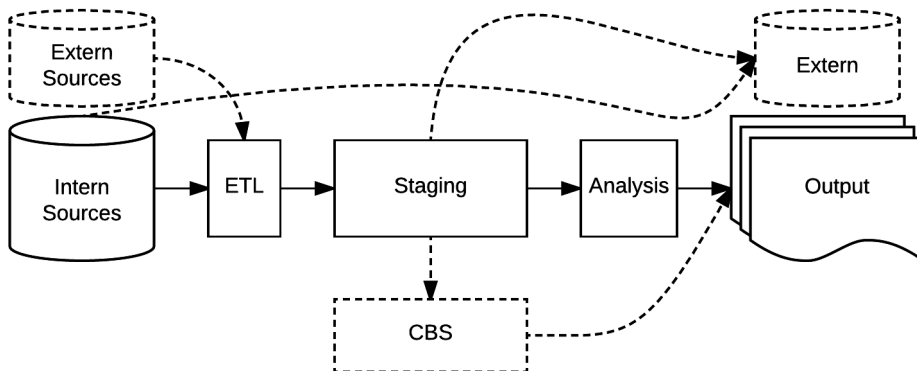 Extern
Sources
Extern
Intern
Sources
ETL
Staging
Analysis
Output
CBS